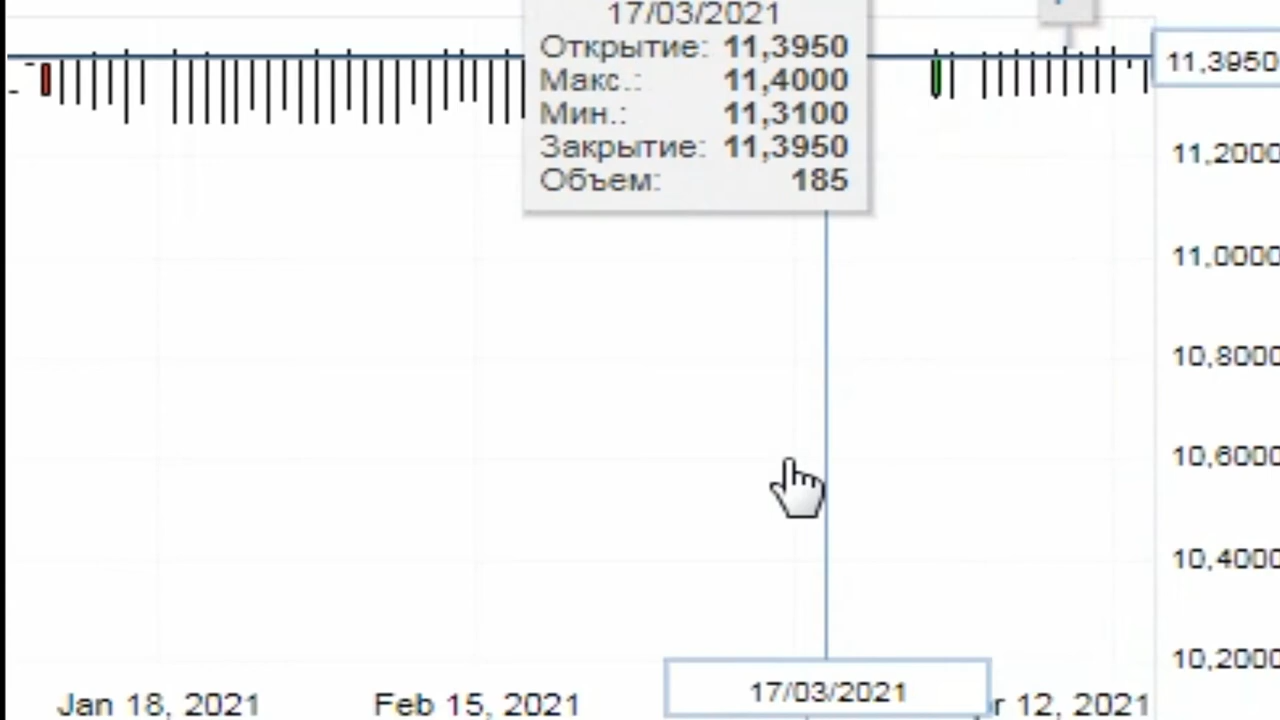 17/03/2021
Открытие: 11,3950
Макс.: 11,4000
Мин.: 11,3100
Закрытие: 11,3950
Объем: 185
11,3950
11,2000
11,0000
10,8000
10,6000
10,4000
10,2000
Jan 18, 2021
Feb 15, 2021
17/03/2021
r 12, 2021